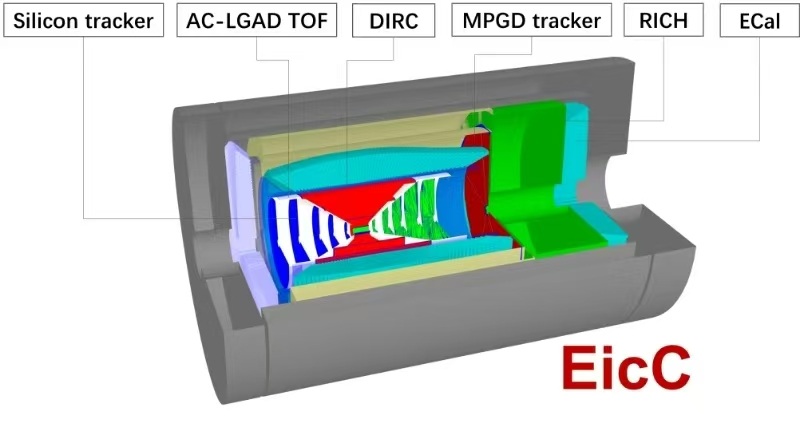 Silicon tracker
AC-LGAD TOF
DIRC
MPGD tracker
RICH
ECal
EicC